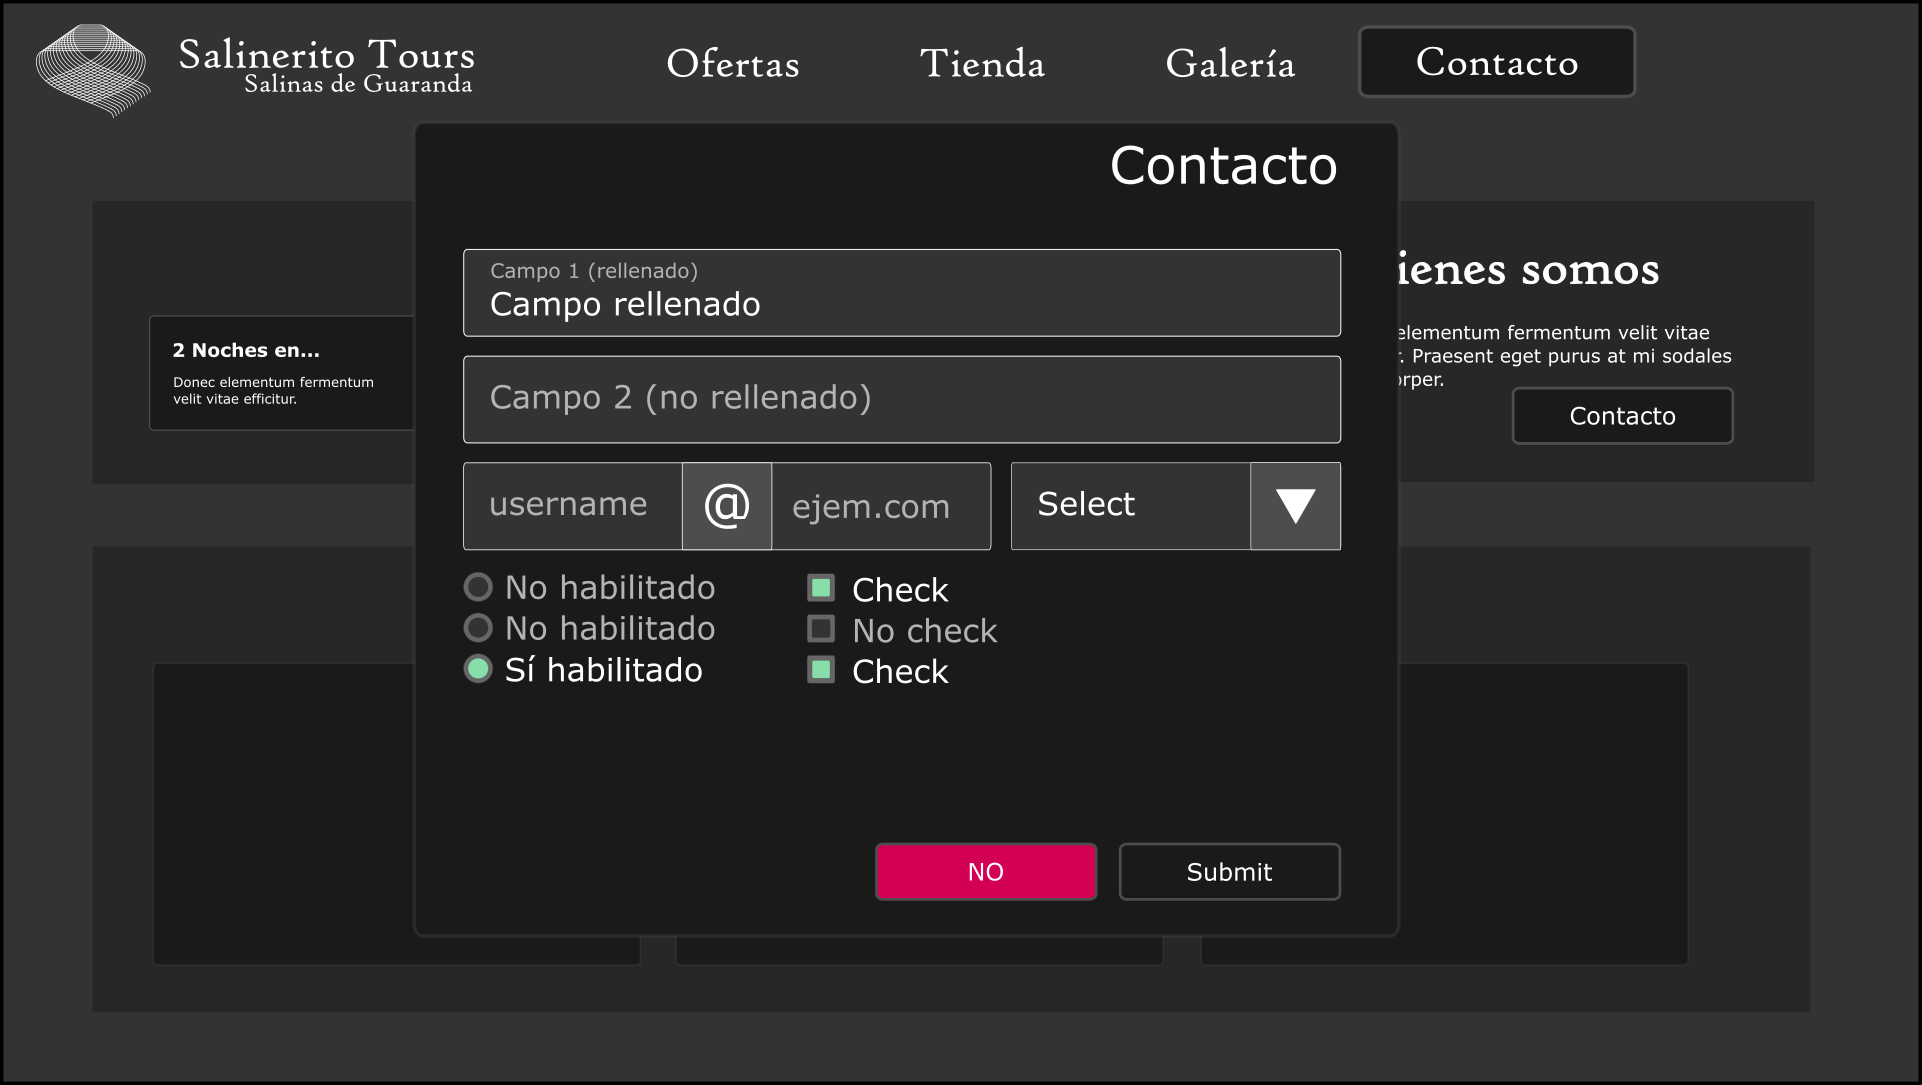 Salinerito Tours
Salinas de Guaranda
Ofertas
Tienda
Galería
Contacto
Contacto
Campo 1 (rellenado)
Campo rellenado
Campo 2 (no rellenado)
username
@
ejem.com
Select
No habilitado
No habilitado
Sí habilitado
Check
No check
Check
NO
Submit
2 Noches en...
Donec elementum fermentum
velit vitae efficitur.
ienes somos
elementum fermentum velit vitae
r. Praesent eget purus at mi sodales
orper.
Contacto